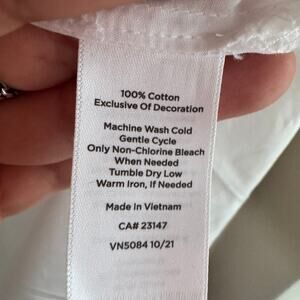 100% Cotton
Exclusive Of Decoration
Machine Wash Cold
Gentle Cycle
Only Non-Chlorine Bleach
When Needed
Tumble Dry Low
Warm Iron, If Needed
Made in Vietnam
CA# 23147
VN5084 10/21